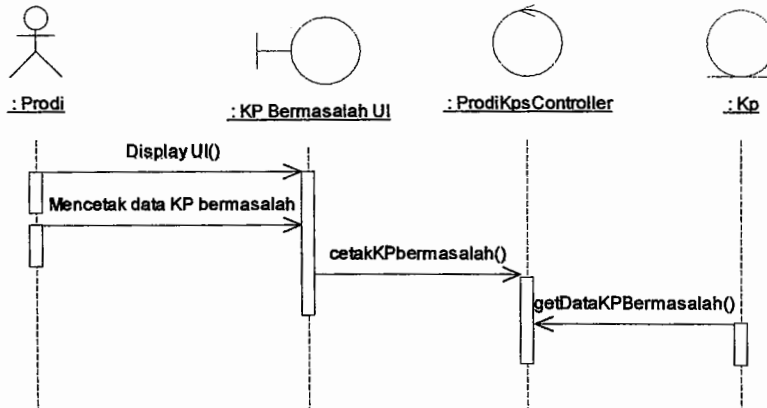 : Prodi
: KP Bermasalah UI
: ProdiKpsController
: Kp
Display UI()
Mencetak data KP bermasalah
cetakKPbermasalah()
getDataKPBermasalah()